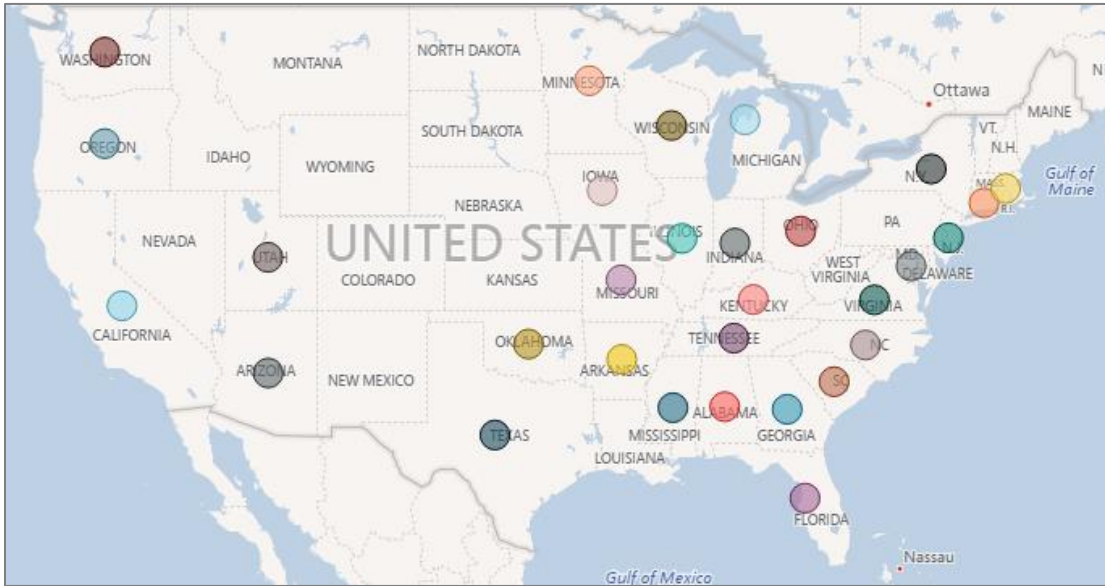 WASHINGTON
MONTANA
NORTH DAKOTA
MINNESOTA
Ottawa
MAINE
OREGON
IDAHO
SOUTH DAKOTA
WISCONSIN
MICHIGAN
VT.
N.H.
WYOMING
IOWA
N.Y.
MASS.
R.I.
Gulf of
Maine
NEBRASKA
NEVADA
UTAH
UNITED STATES
ILLINOIS
INDIANA
OHIO
PA
N.J.
COLORADO
KANSAS
MISSOURI
WEST
VIRGINIA
MD.
DELAWARE
CALIFORNIA
KENTUCKY
VIRGINIA
ARIZONA
NEW MEXICO
OKLAHOMA
ARKANSAS
TENNESSEE
NC
SC
TEXAS
MISSISSIPPI
ALABAMA
GEORGIA
LOUISIANA
FLORIDA
Nassau
Gulf of Mexico